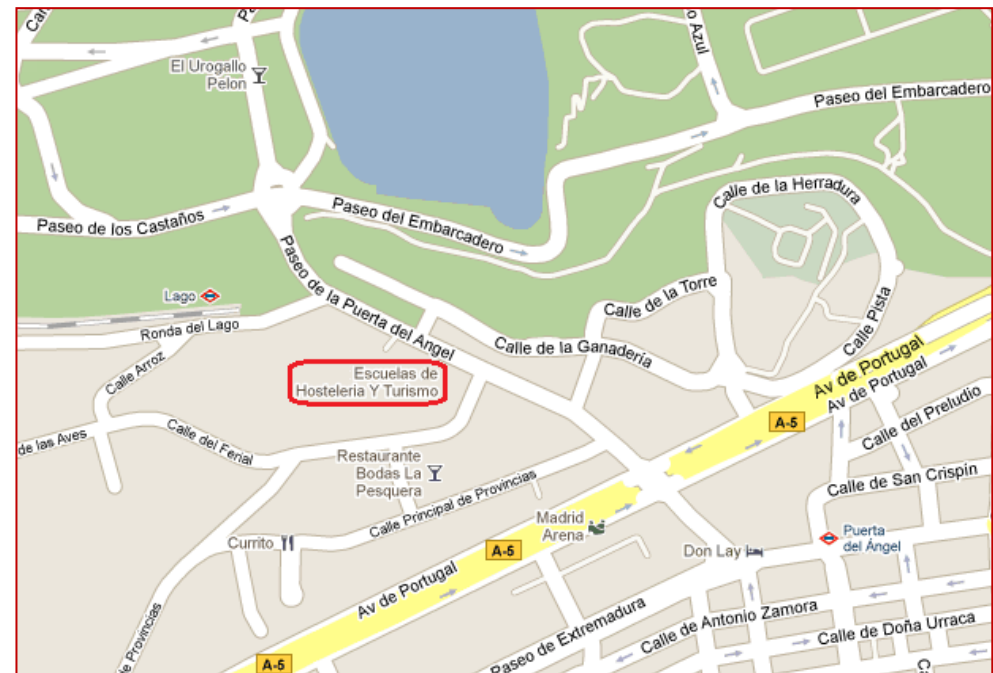 El Urogallo
Pelon
Azul
Paseo del Embarcadero
Calle de la Herradura
Paseo de los Castaños
Paseo del Embarcadero
Paseo de la Puerta del Angel
Lago
Ronda del Lago
Calle de la Torre
Calle Pista
Calle de la Ganaderia
Calle Arroz
Escuelas de
Hosteleria Y Turismo
Av de Portugal
Av de Portugal
A-5
Calle del Preludio
de las Aves
Calle del Ferial
Restaurante
Bodas La
Pesquera
Calle Principal de Provincias
Calle de San Crispin
Madrid
Arena
Puerta
del Ángel
Currito
A-5
Don Lay
Av de Portugal
Paseo de Extremadura
Calle de Antonio Zamora
Calle de Doña Urraca
de Provincias
A-5